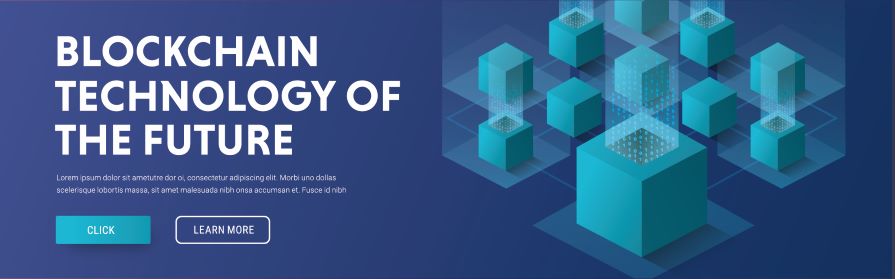 BLOCKCHAIN
TECHNOLOGY OF
THE FUTURE
Lorem ipsum dolor sit ametutre dor oi, consectetur adipiscing elit. Morbi uno dollas
scelerisque lobortis massa, sit amet malesuada nibh onsa accumsan et. Fusce id nibh
CLICK
LEARN MORE